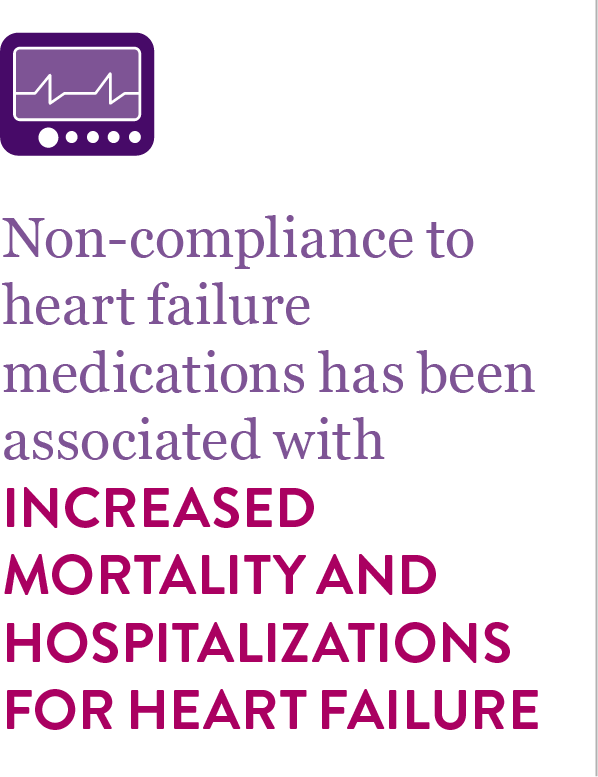 Non-compliance to
heart failure
medications has been
associated with
INCREASED
MORTALITY AND
HOSPITALIZATIONS
FOR HEART FAILURE